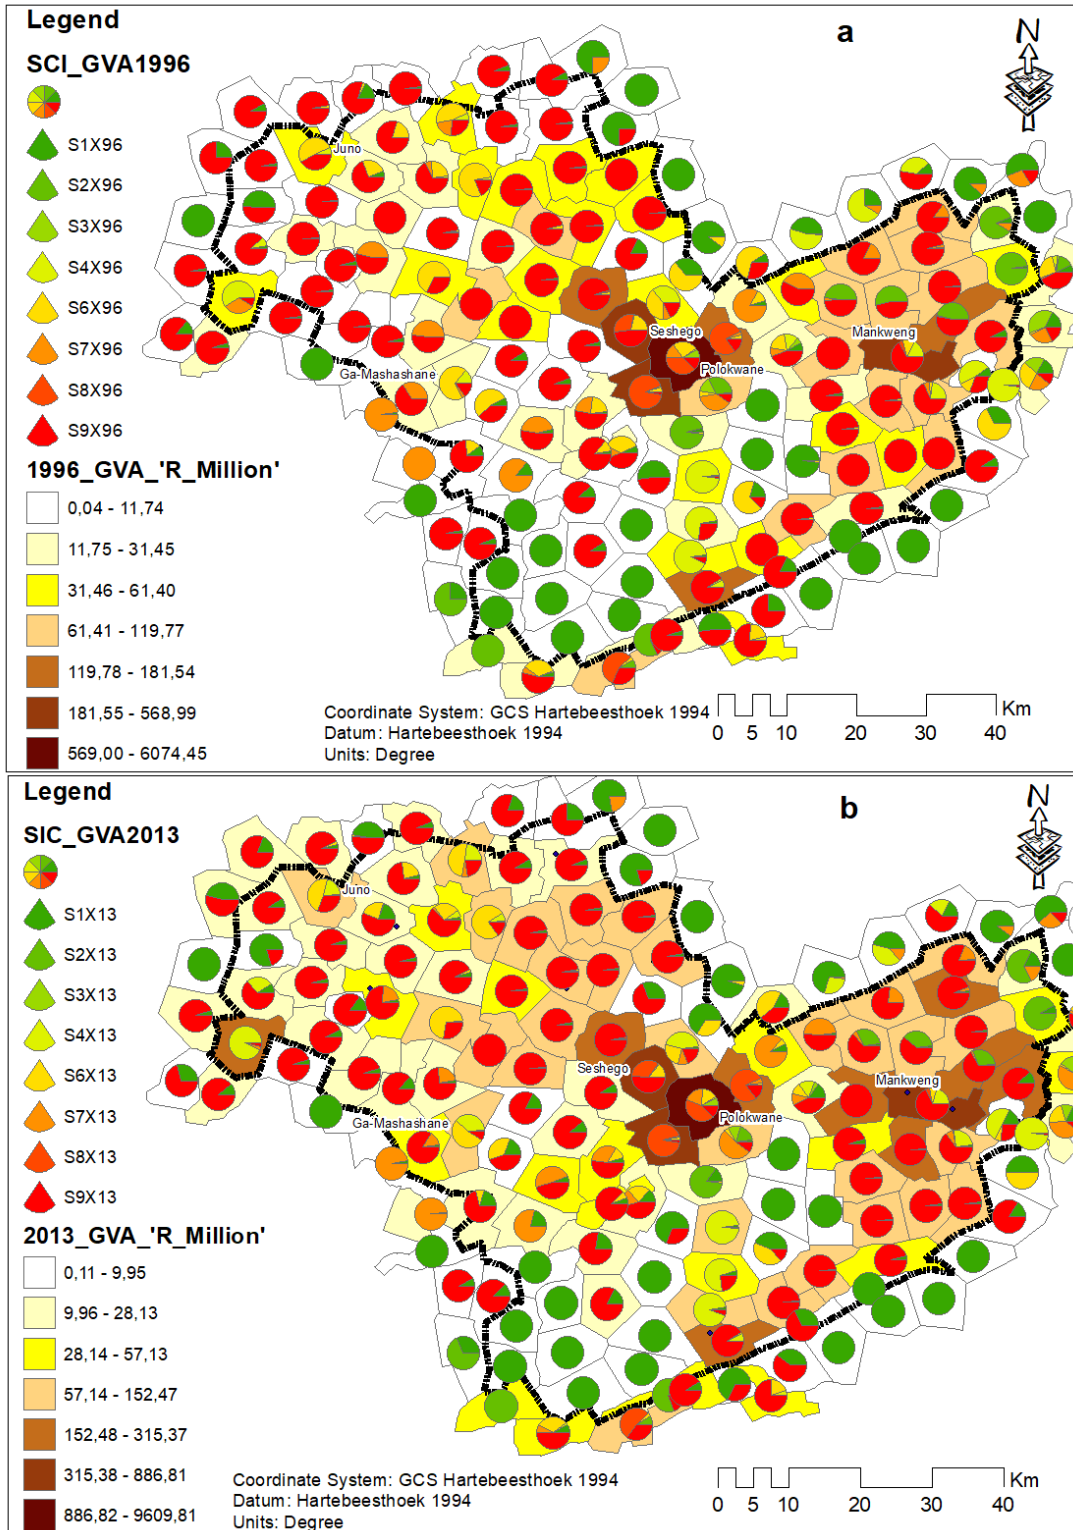 Legend
a
N
SCI_GVA1996
S1X96
S2X96
S3X96
S4X96
S6X96
S7X96
S8X96
S9X96
1996_GVA_'R_Million'
0,04 - 11,74
11,75 - 31,45
31,46 - 61,40
61,41 - 119,77
119,78 - 181,54
181,55 - 568,99
569,00 - 6074,45
Juno
Seshego
Mankweng
Polokwane
Ga-Mashashane
Coordinate System: GCS Hartebeesthoek 1994
Datum: Hartebeesthoek 1994
Units: Degree
Km
0 5 10 20 30 40
Legend
b
N
SIC_GVA2013
S1X13
S2X13
S3X13
S4X13
S6X13
S7X13
S8X13
S9X13
2013_GVA_'R_Million'
0,11 - 9,95
9,96 - 28,13
28,14 - 57,13
57,14 - 152,47
152,48 - 315,37
315,38 - 886,81
886,82 - 9609,81
Juno
Seshego
Mankweng
Polokwane
Ga-Mashashane
Coordinate System: GCS Hartebeesthoek 1994
Datum: Hartebeesthoek 1994
Units: Degree
Km
0 5 10 20 30 40